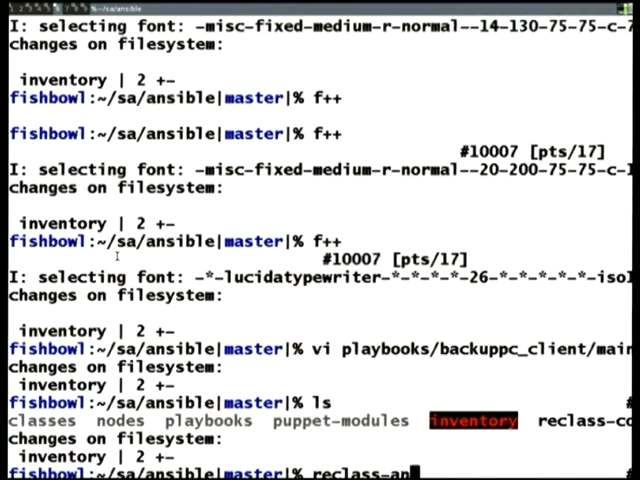 %~/sa/ansible
I: selecting font: -misc-fixed-medium-r-normal--14-130-75-75-c-7
changes on filesystem:
inventory | 2 +-
fishbowl:~/sa/ansible|master|% f++
fishbowl:~/sa/ansible|master|% f++
#10007 [pts/17]
I: selecting font: -misc-fixed-medium-r-normal--20-200-75-75-c-1
changes on filesystem:
inventory | 2 +-
fishbowl:~/sa/ansible|master|% f++
#10007 [pts/17]
I: selecting font: -*-lucidatypewriter-*-*-*-*-26-*-*-*-*-*-iso1
changes on filesystem:
inventory | 2 +-
fishbowl:~/sa/ansible|master|% vi playbooks/backuppc_client/main
changes on filesystem:
inventory | 2 +-
fishbowl:~/sa/ansible|master|% ls #
classes nodes playbooks puppet-modules inventory reclass-co
changes on filesystem:
inventory | 2 +-
fishbowl:~/sa/ansible|master|% reclass-an #